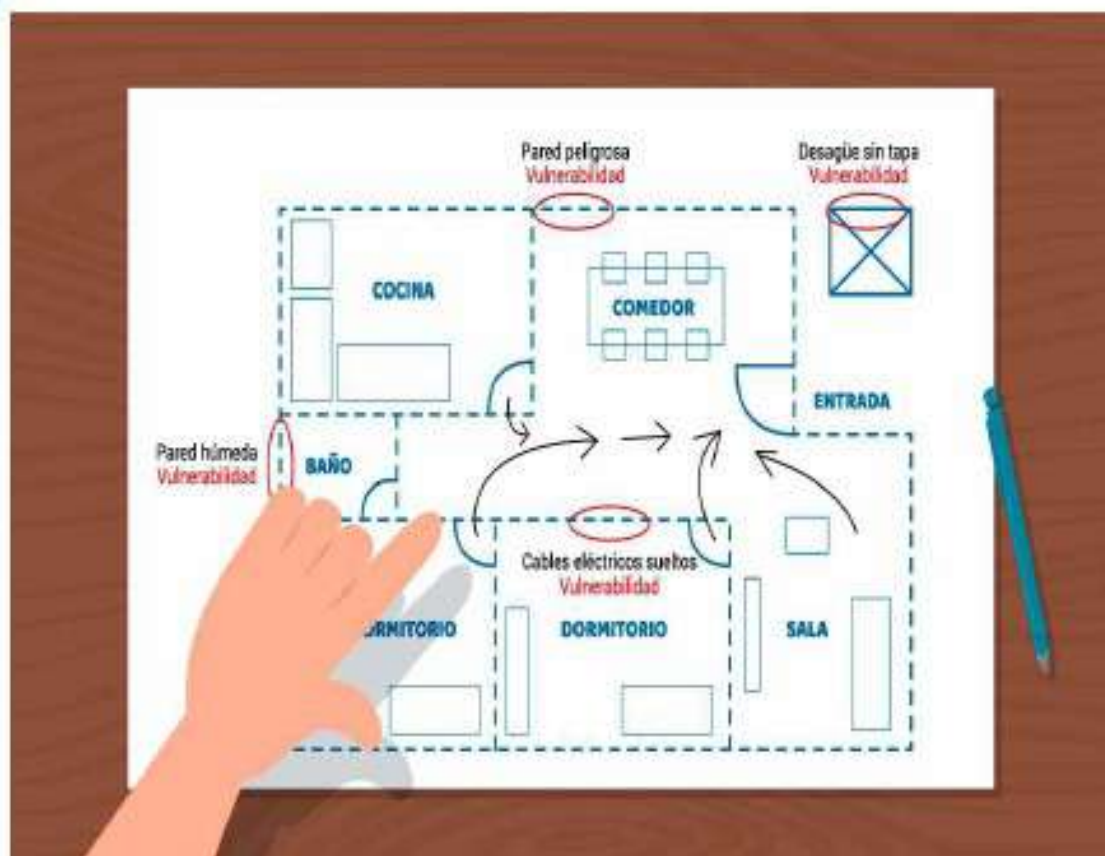 Pared peligrosa
Vulnerabilidad
Desagüe sin tapa
Vulnerabilidad
COCINA
COMEDOR
ENTRADA
Pared húmeda
Vulnerabilidad
BAÑO
Cables eléctricos sueltos
Vulnerabilidad
DORMITORIO
SALA